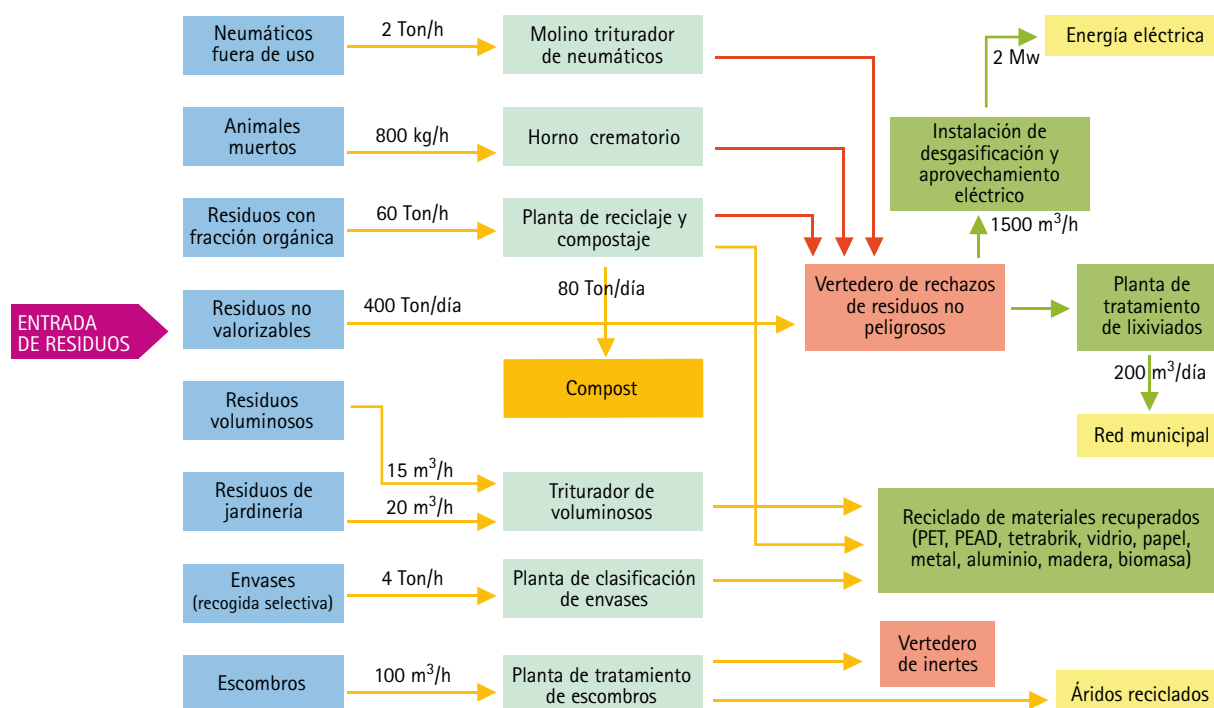 Neumáticos
fuera de uso
2 Ton/h
Molino triturador
de neumáticos
2 Mw
Energía eléctrica
Animales
muertos
800 kg/h
Horno crematorio
Instalación de
desgasificación y
aprovechamiento
eléctrico
Residuos con
fracción orgánica
60 Ton/h
Planta de reciclaje y
compostaje
1500 m³/h
ENTRADA
DE RESIDUOS
Residuos no
valorizables
400 Ton/día
80 Ton/día
Vertedero de rechazos
de residuos no
peligrosos
Planta de
tratamiento
de lixiviados
Compost
200 m³/día
Red municipal
Residuos
voluminosos
15 m³/h
Residuos de
jardinería
20 m³/h
Triturador de
voluminosos
Reciclado de materiales recuperados
(PET, PEAD, tetrabrik, vidrio, papel,
metal, aluminio, madera, biomasa)
Envases
(recogida selectiva)
4 Ton/h
Planta de clasificación
de envases
Escombros
100 m³/h
Planta de tratamiento
de escombros
Vertedero
de inertes
Áridos reciclados